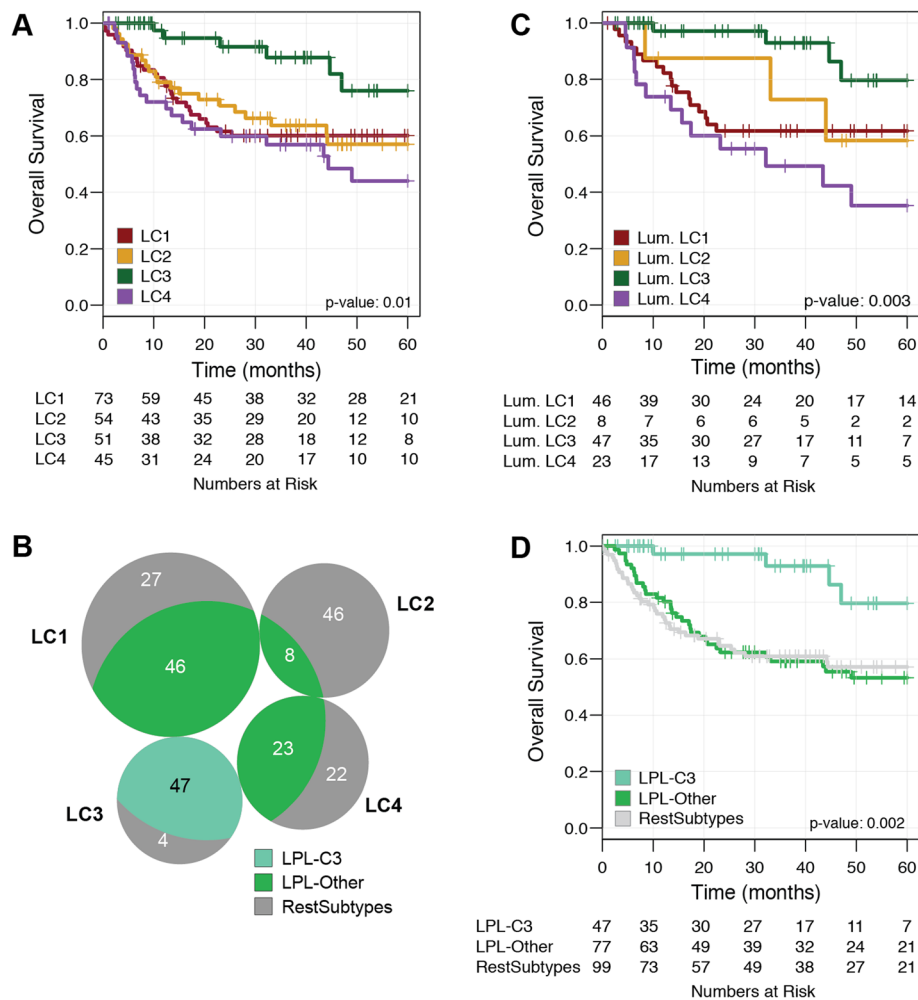 A
Overall Survival
1.0
0.8
0.6
0.4
0.2
0.0
LC1
LC2
LC3
LC4
p-value: 0.01
0 10 20 30 40 50 60
Time (months)
LC1 73 59 45 38 32 28 21
LC2 54 43 35 29 20 12 10
LC3 51 38 32 28 18 12 8
LC4 45 31 24 20 17 10 10
Numbers at Risk
C
Overall Survival
1.0
0.8
0.6
0.4
0.2
0.0
Lum. LC1
Lum. LC2
Lum. LC3
Lum. LC4
p-value: 0.003
0 10 20 30 40 50 60
Time (months)
Lum. LC1 46 39 30 24 20 17 14
Lum. LC2 8 7 6 6 5 2 2
Lum. LC3 47 35 30 27 17 11 7
Lum. LC4 23 17 13 9 7 5 5
Numbers at Risk
B
LC1
27
46
LC2
46
8
LC3
47
4
LC4
23
22
LPL-C3
LPL-Other
RestSubtypes
D
Overall Survival
1.0
0.8
0.6
0.4
0.2
0.0
LPL-C3
LPL-Other
RestSubtypes
p-value: 0.002
0 10 20 30 40 50 60
Time (months)
LPL-C3 47 35 30 27 17 11 7
LPL-Other 77 63 49 39 32 24 21
RestSubtypes 99 73 57 49 38 27 21
Numbers at Risk